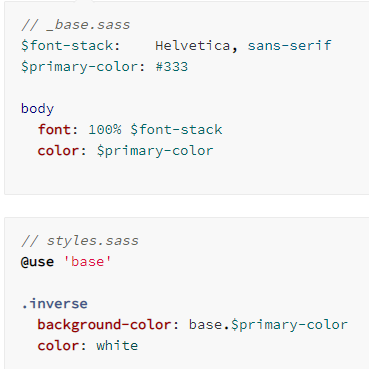 // _base.sass
$font-stack:    Helvetica, sans-serif
$primary-color: #333
body
  font: 100% $font-stack
  color: $primary-color
// styles.sass
@use 'base'
.inverse
  background-color: base.$primary-color
  color: white